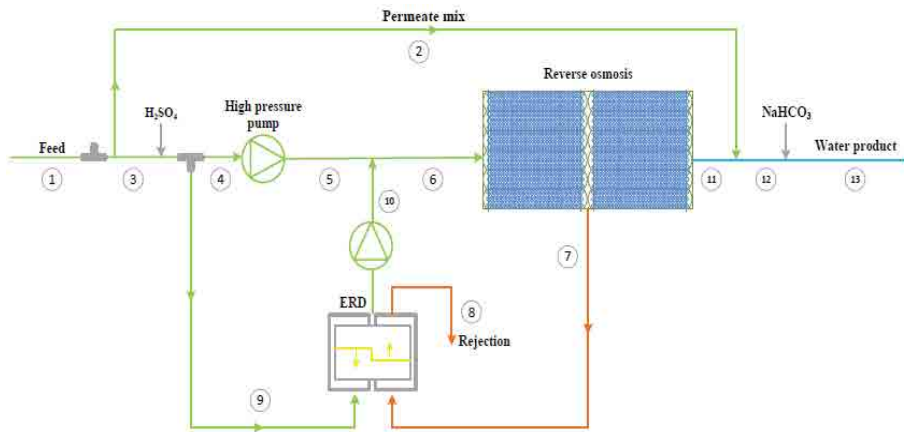 Permeate mix
2
Reverse osmosis
High pressure
pump
H₂SO₄
NaHCO₃
Feed
Water product
1
3
4
5
6
11
12
13
10
7
ERD
8
Rejection
9